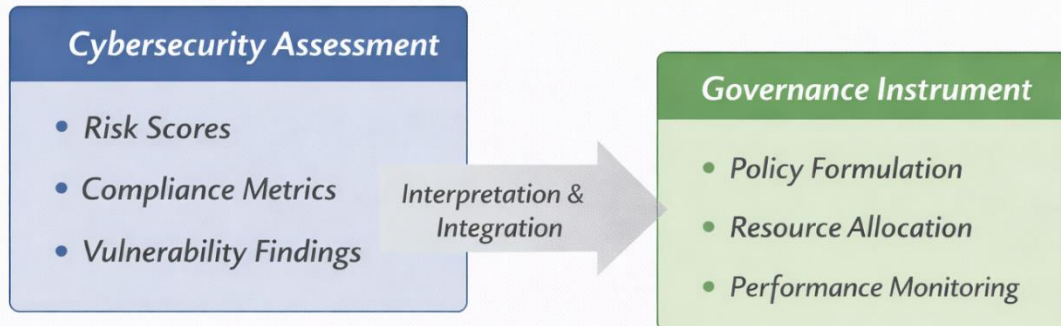 Cybersecurity Assessment
• Risk Scores
• Compliance Metrics
• Vulnerability Findings
Interpretation &
Integration
Governance Instrument
• Policy Formulation
• Resource Allocation
• Performance Monitoring